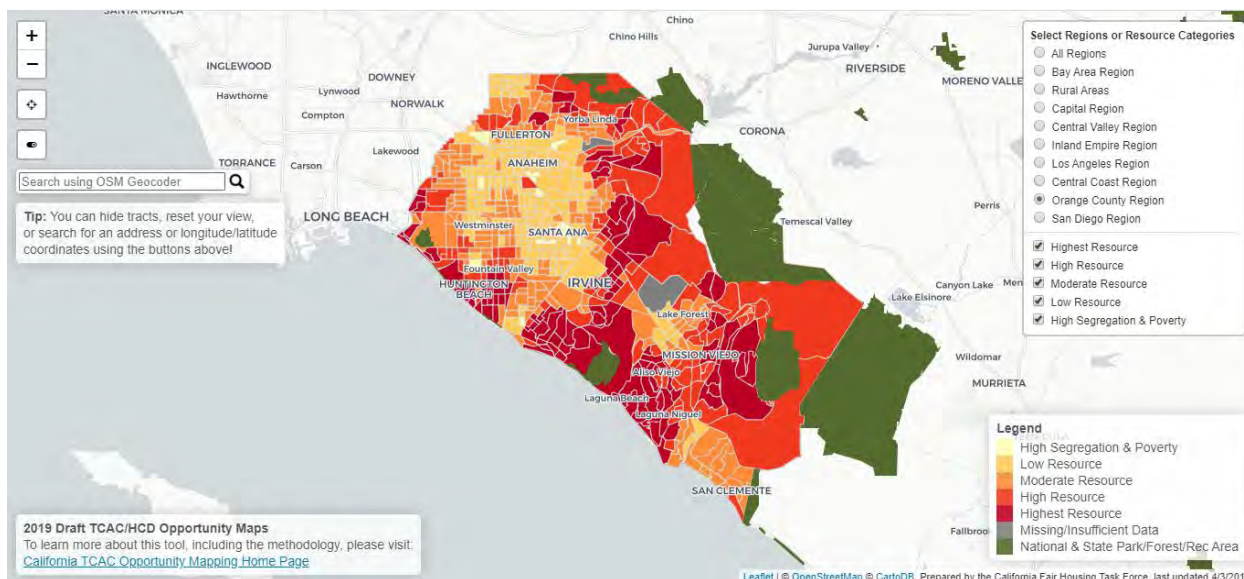 SANTA MONICA
Chino
Chino Hills
Jurupa Valley
RIVERSIDE
MORENO VALLE
INGLEWOOD
DOWNEY
Hawthorne
Lynwood
NORWALK
Compton
CORONA
TORRANCE
Carson
Lakewood
Yorba Linda
FULLERTON
ANAHEIM
LONG BEACH
Westminster
SANTA ANA
Temescal Valley
Perris
Fountain Valley
HUNTINGTON
BEACH
IRVINE
Canyon Lake
Men
Lake Elsinore
Lake Forest
MISSION VIEJO
Aliso Viejo
Wildomar
MURRIETA
Laguna Beach
Laguna Niguel
SAN CLEMENTE
Fallbroo
+
−
Search using OSM Geocoder
Tip: You can hide tracts, reset your view,
or search for an address or longitude/latitude
coordinates using the buttons above!
Select Regions or Resource Categories
All Regions
Bay Area Region
Rural Areas
Capital Region
Central Valley Region
Inland Empire Region
Los Angeles Region
Central Coast Region
Orange County Region
San Diego Region
Highest Resource
High Resource
Moderate Resource
Low Resource
High Segregation & Poverty
Legend
High Segregation & Poverty
Low Resource
Moderate Resource
High Resource
Highest Resource
Missing/Insufficient Data
National & State Park/Forest/Rec Area
2019 Draft TCAC/HCD Opportunity Maps
To learn more about this tool, including the methodology, please visit:
California TCAC Opportunity Mapping Home Page
Leaflet | © OpenStreetMap © CartoDB. Prepared by the California Fair Housing Task Force, last updated 4/3/201